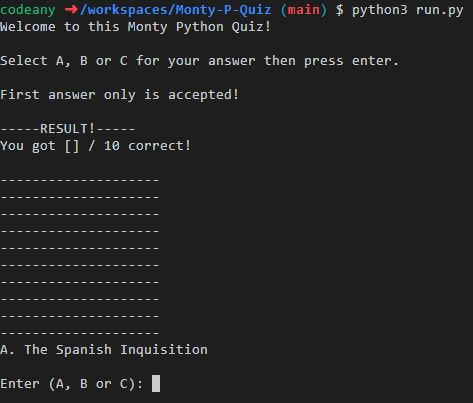 codeany ➜/workspaces/Monty-P-Quiz (main) $ python3 run.py
Welcome to this Monty Python Quiz!
Select A, B or C for your answer then press enter.
First answer only is accepted!
-----RESULT!-----
You got [] / 10 correct!
--------------------
--------------------
--------------------
--------------------
--------------------
--------------------
--------------------
--------------------
--------------------
--------------------
A. The Spanish Inquisition
Enter (A, B or C):